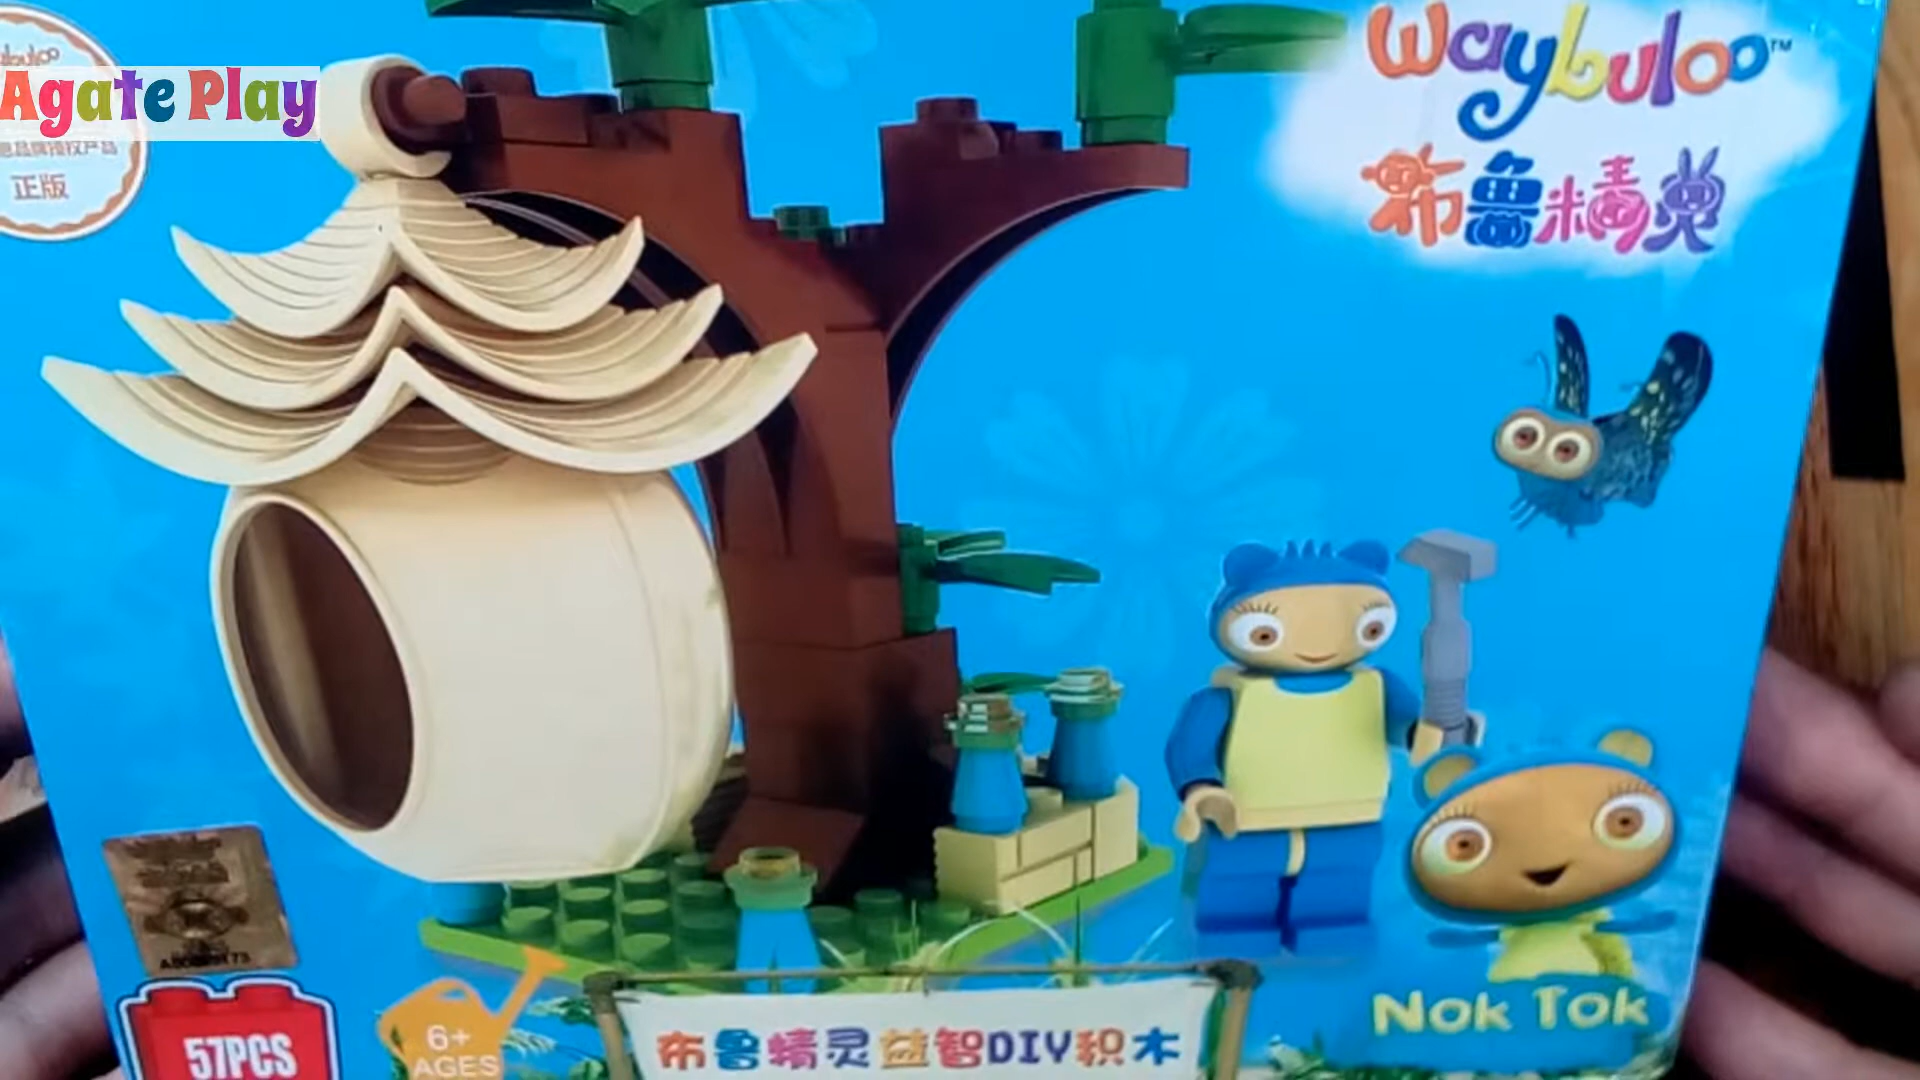 Agate Play
正版
Waybuloo™
布鲁精灵
57PCS
6+
AGES
布鲁精灵益智DIY积木
Nok Tok